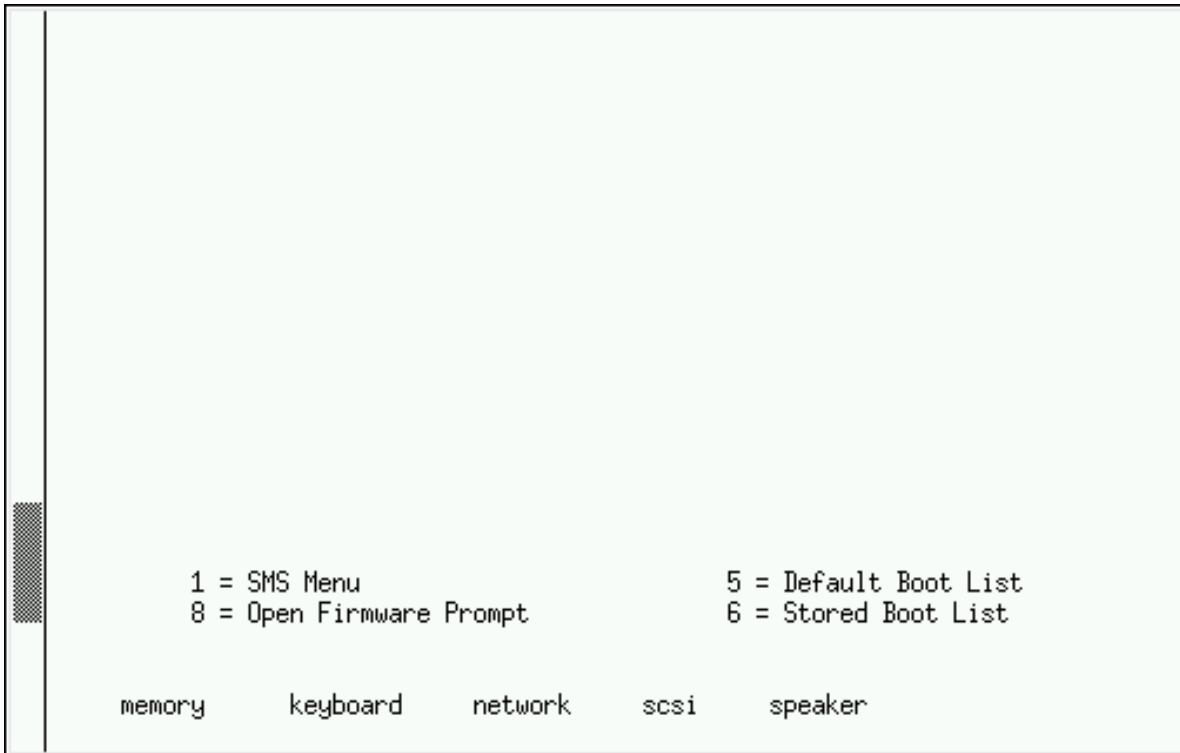 1 = SMS Menu 5 = Default Boot List
8 = Open Firmware Prompt 6 = Stored Boot List
memory keyboard network scsi speaker